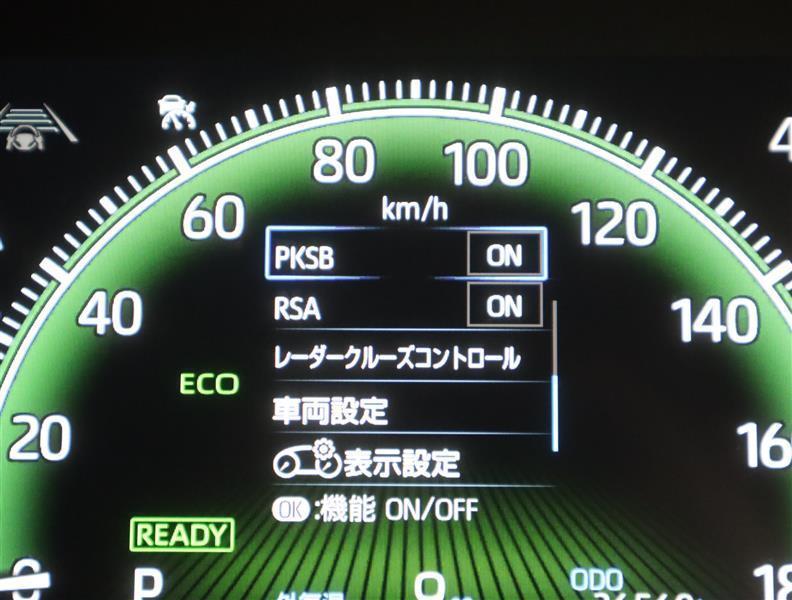 80 100
60 km/h 120
PKSB ON
40 RSA ON 140
レーダークルーズコントロール
ECO
車両設定
20
表示設定
OK:機能 ON/OFF
READY
P ODO